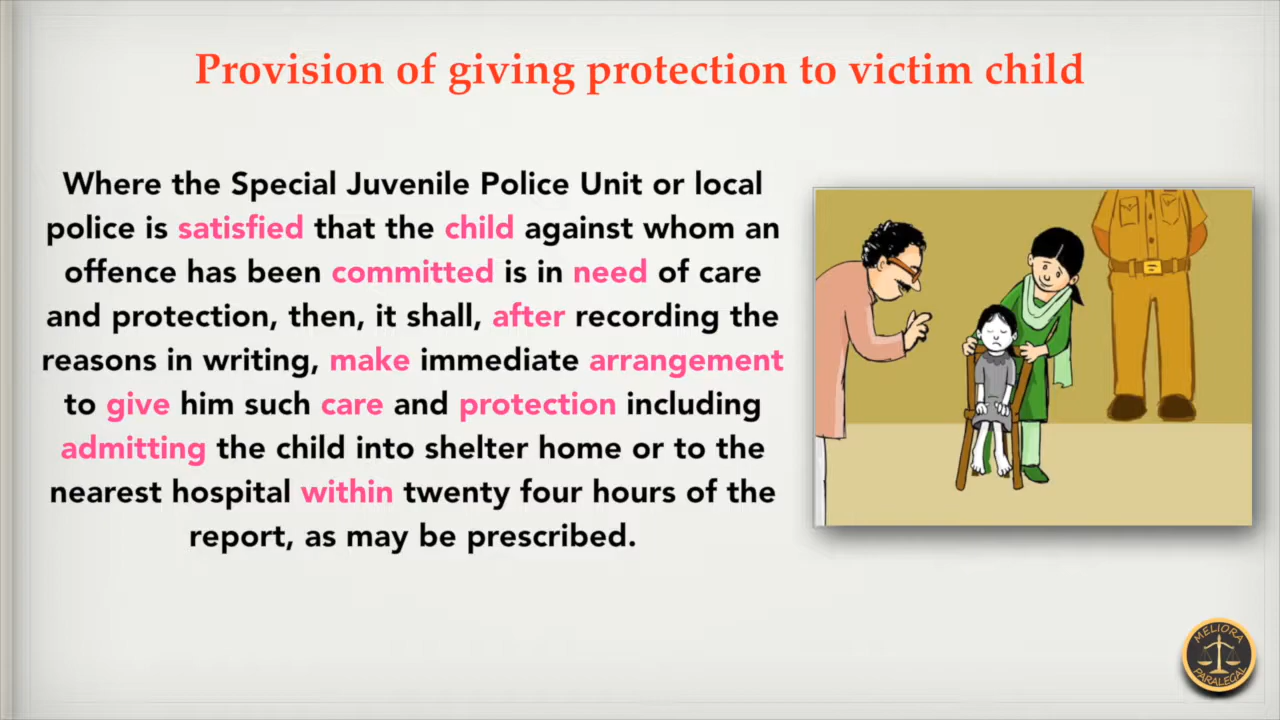 Provision of giving protection to victim child
Where the Special Juvenile Police Unit or local
police is satisfied that the child against whom an
offence has been committed is in need of care
and protection, then, it shall, after recording the
reasons in writing, make immediate arrangement
to give him such care and protection including
admitting the child into shelter home or to the
nearest hospital within twenty four hours of the
report, as may be prescribed.
MELIORA
PARALEGAL